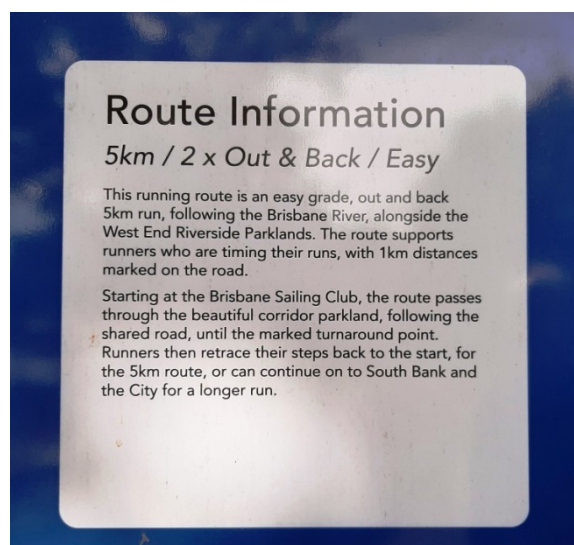 Route Information
5km / 2 x Out & Back / Easy
This running route is an easy grade, out and back
5km run, following the Brisbane River, alongside the
West End Riverside Parklands. The route supports
runners who are timing their runs, with 1km distances
marked on the road.
Starting at the Brisbane Sailing Club, the route passes
through the beautiful corridor parkland, following the
shared road, until the marked turnaround point.
Runners then retrace their steps back to the start, for
the 5km route, or can continue on to South Bank and
the City for a longer run.